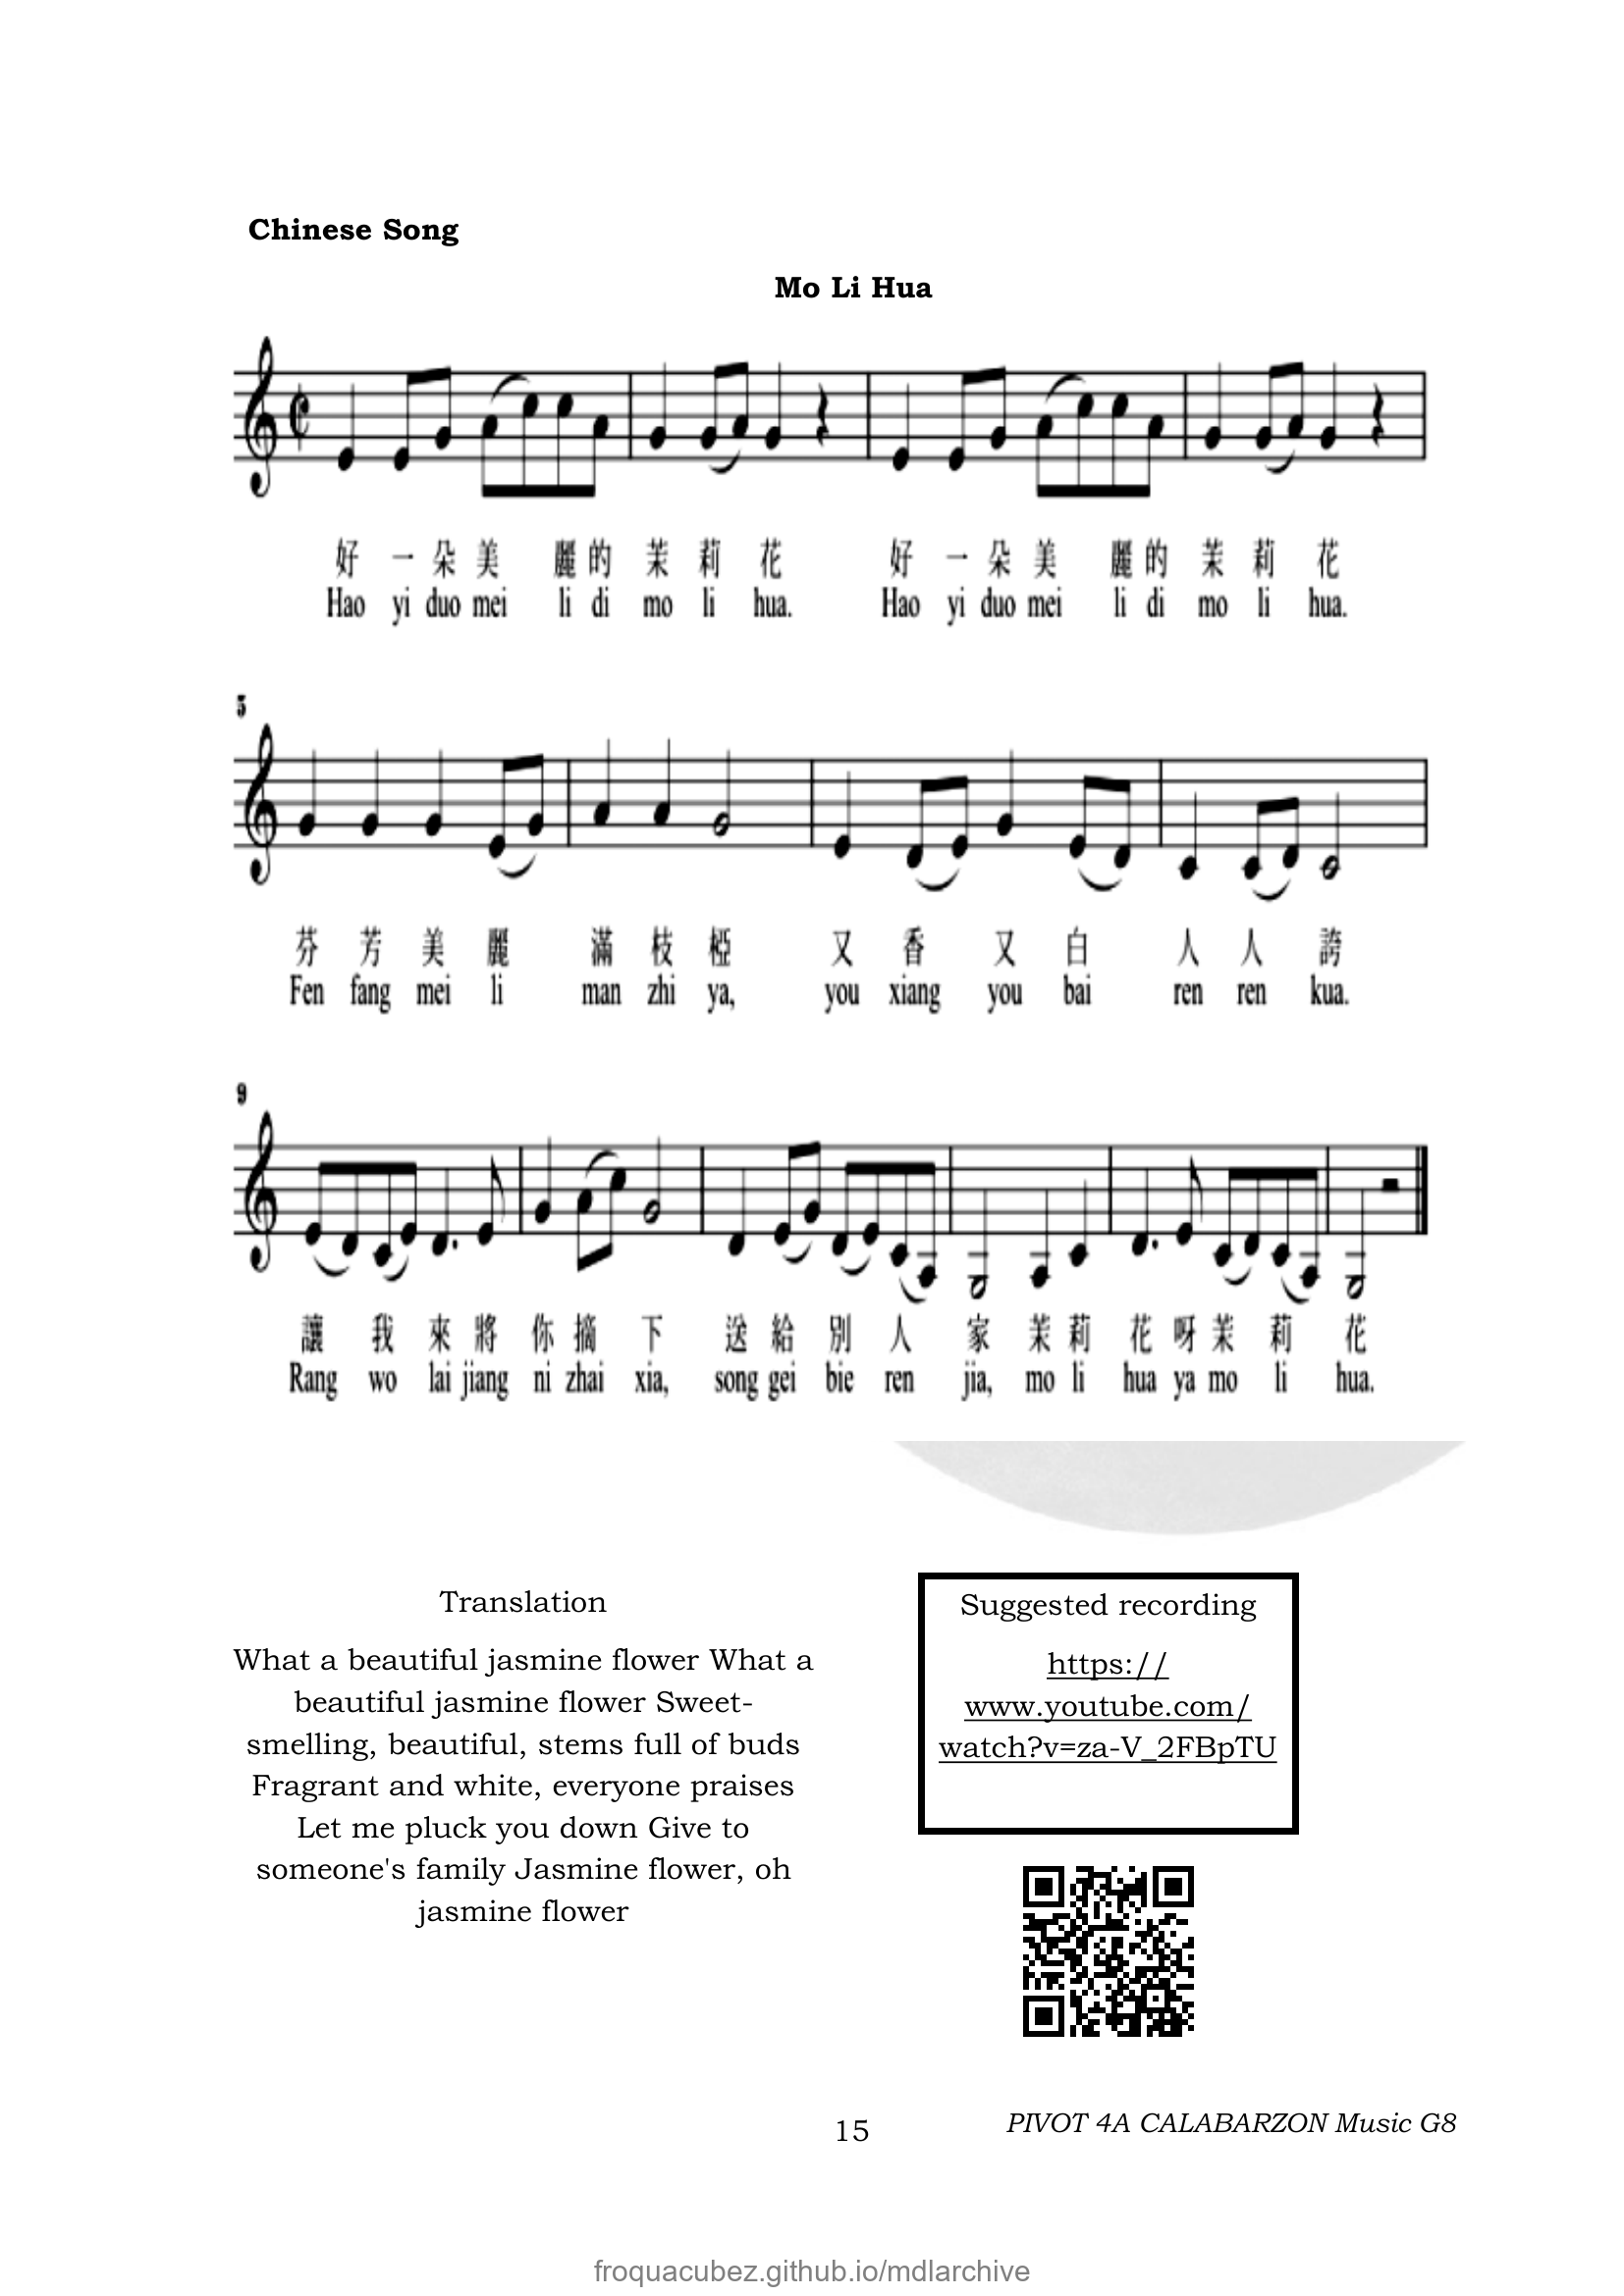 Chinese Song
Mo Li Hua
好 一 朵 美 麗 的 茉 莉 花 好 一 朵 美 麗 的 茉 莉 花
Hao yi duo mei li di mo li hua. Hao yi duo mei li di mo li hua.
5
芬 芳 美 麗 滿 枝 椏 又 香 又 白 人 人 誇
Fen fang mei li man zhi ya, you xiang you bai ren ren kua.
9
讓 我 來 將 你 摘 下 送 給 別 人 家 茉 莉 花 呀 茉 莉 花
Rang wo lai jiang ni zhai xia, song gei bie ren jia, mo li hua ya mo li hua.
Translation
What a beautiful jasmine flower What a
beautiful jasmine flower Sweet-
smelling, beautiful, stems full of buds
Fragrant and white, everyone praises
Let me pluck you down Give to
someone's family Jasmine flower, oh
jasmine flower
Suggested recording
https://
www.youtube.com/
watch?v=za-V_2FBpTU
15
PIVOT 4A CALABARZON Music G8
froquacubez.github.io/mdlarchive